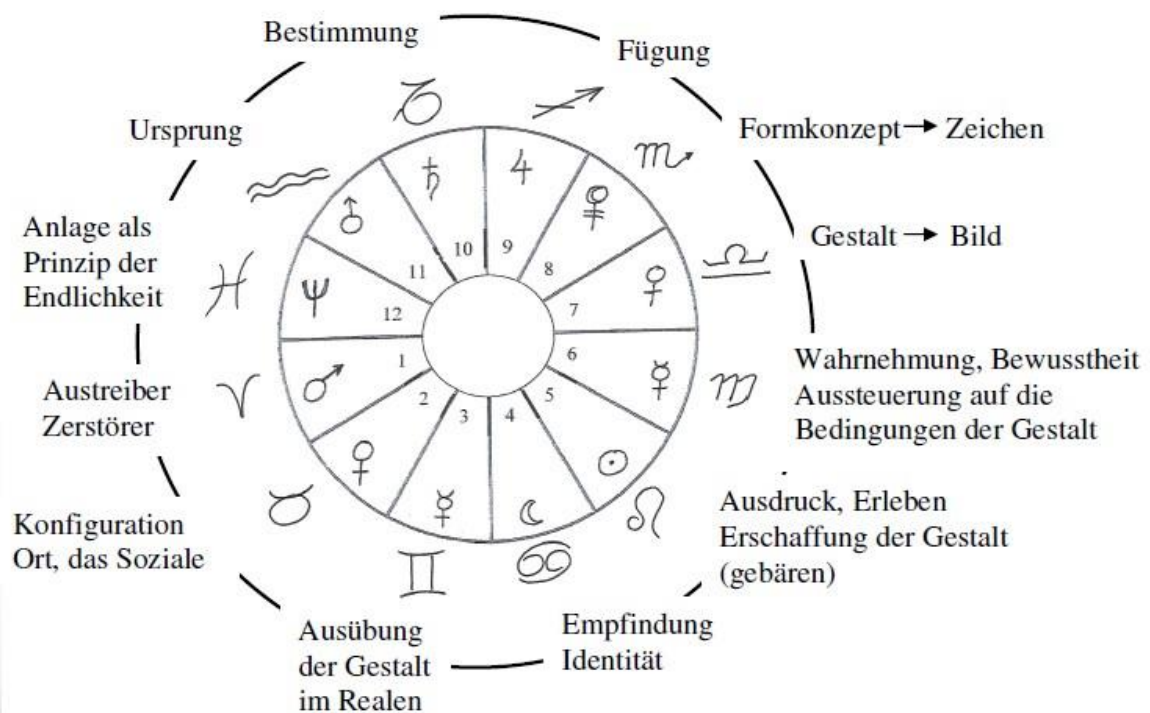 Bestimmung
Fügung
Ursprung
Formkonzept → Zeichen
Anlage als
Prinzip der
Endlichkeit
Gestalt → Bild
10
9
11
8
12
7
1
6
2
5
3
4
Wahrnehmung, Bewusstheit
Aussteuerung auf die
Bedingungen der Gestalt
Austreiber
Zerstörer
Konfiguration
Ort, das Soziale
Ausdruck, Erleben
Erschaffung der Gestalt
(gebären)
Ausübung
der Gestalt
im Realen
Empfindung
Identität